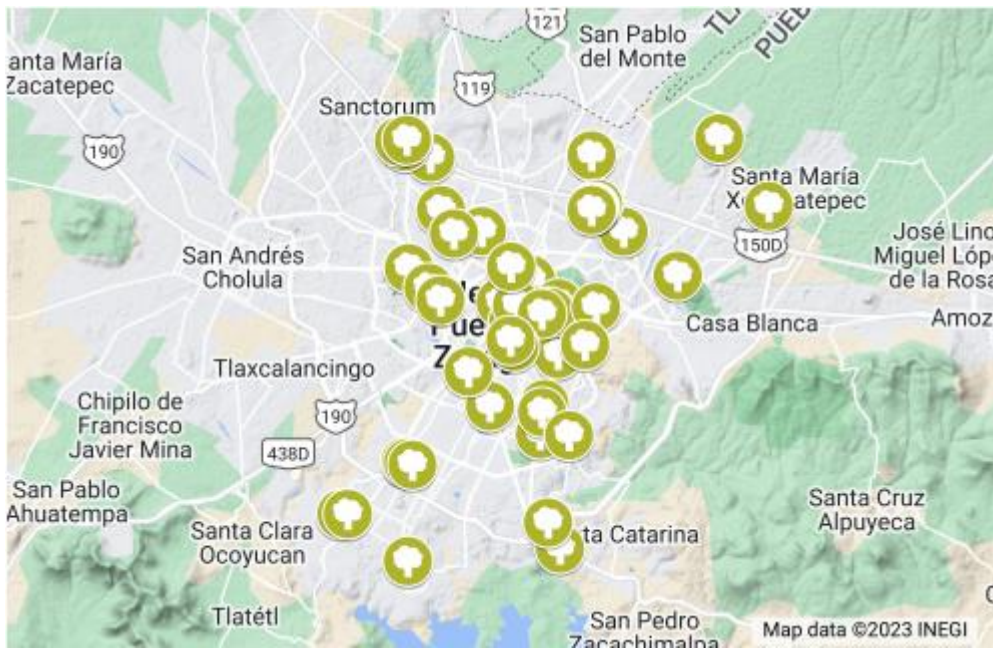 121
San Pablo
del Monte
anta María
Zacatepec
119
Sanctorum
190
Santa María
atepec
150D
San Andrés
Cholula
José Lino
Miguel Lópe
de la Rosa
Casa Blanca
Amoz
Tlaxcalancingo
Chipilo de
Francisco
Javier Mina
190
438D
San Pablo
Ahuatempa
Santa Clara
Ocoyucan
ta Catarina
Santa Cruz
Alpuyeca
Tlatétl
San Pedro
Zacachimalpa
Map data ©2023 INEGI